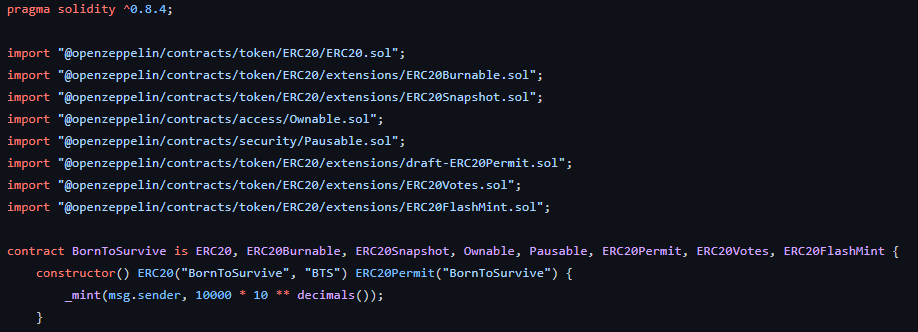 pragma solidity ^0.8.4;
import "@openzeppelin/contracts/token/ERC20/ERC20.sol";
import "@openzeppelin/contracts/token/ERC20/extensions/ERC20Burnable.sol";
import "@openzeppelin/contracts/token/ERC20/extensions/ERC20Snapshot.sol";
import "@openzeppelin/contracts/access/Ownable.sol";
import "@openzeppelin/contracts/security/Pausable.sol";
import "@openzeppelin/contracts/token/ERC20/extensions/draft-ERC20Permit.sol";
import "@openzeppelin/contracts/token/ERC20/extensions/ERC20Votes.sol";
import "@openzeppelin/contracts/token/ERC20/extensions/ERC20FlashMint.sol";
contract BornToSurvive is ERC20, ERC20Burnable, ERC20Snapshot, Ownable, Pausable, ERC20Permit, ERC20Votes, ERC20FlashMint {
    constructor() ERC20("BornToSurvive", "BTS") ERC20Permit("BornToSurvive") {
        _mint(msg.sender, 10000 * 10 ** decimals());
    }